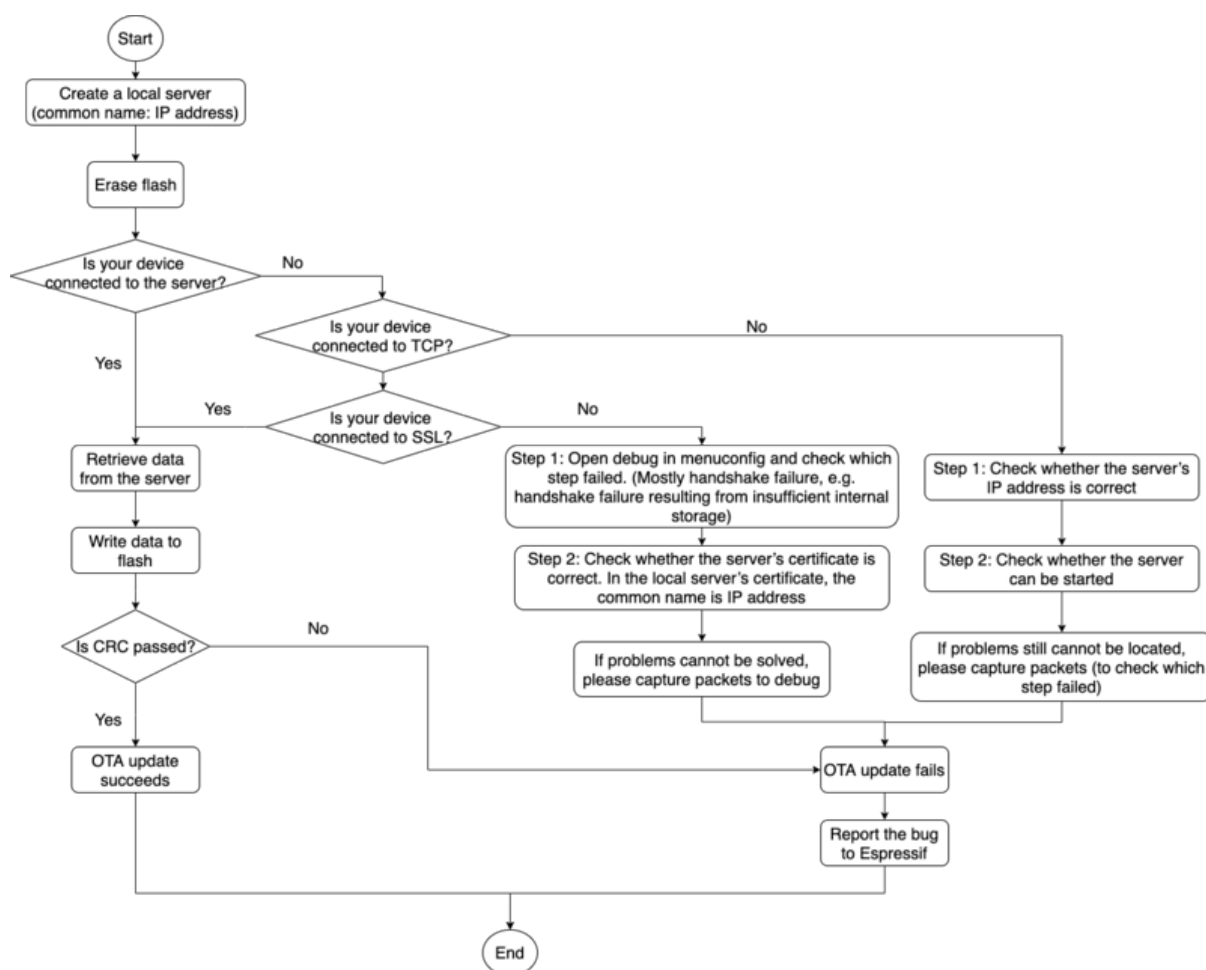 Start
Create a local server
(common name: IP address)
Erase flash
Is your device
connected to the server?
No
Is your device
connected to TCP?
No
Yes
Yes
Is your device
connected to SSL?
No
Retrieve data
from the server
Step 1: Open debug in menuconfig and check which
step failed. (Mostly handshake failure, e.g.
handshake failure resulting from insufficient internal
storage)
Step 1: Check whether the server's
IP address is correct
Write data to
flash
Step 2: Check whether the server's certificate is
correct. In the local server's certificate, the
common name is IP address
Step 2: Check whether the server
can be started
Is CRC passed?
No
If problems cannot be solved,
please capture packets to debug
If problems still cannot be located,
please capture packets (to check which
step failed)
Yes
OTA update
succeeds
OTA update fails
Report the bug
to Espressif
End